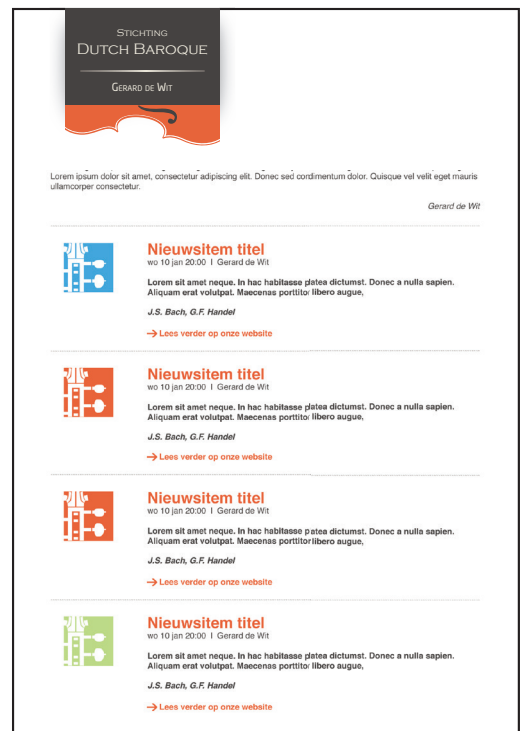 STICHTING
DUTCH BAROQUE
GERARD DE WIT
Lorem ipsum dolor sit amet, consectetur adipiscing elit. Donec sed condimentum dolor. Quisque vel velit eget mauris
ullamcorper consectetur.
Gerard de Wit
Nieuwsitem titel
wo 10 jan 20:00 I Gerard de Wit
Lorem sit amet neque. In hac habitasse platea dictumst. Donec a nulla sapien.
Aliquam erat volutpat. Maecenas porttitor libero augue,
J.S. Bach, G.F. Handel
Lees verder op onze website
Nieuwsitem titel
wo 10 jan 20:00 I Gerard de Wit
Lorem sit amet neque. In hac habitasse platea dictumst. Donec a nulla sapien.
Aliquam erat volutpat. Maecenas porttitor libero augue,
J.S. Bach, G.F. Handel
Lees verder op onze website
Nieuwsitem titel
wo 10 jan 20:00 I Gerard de Wit
Lorem sit amet neque. In hac habitasse platea dictumst. Donec a nulla sapien.
Aliquam erat volutpat. Maecenas porttitor libero augue,
J.S. Bach, G.F. Handel
Lees verder op onze website
Nieuwsitem titel
wo 10 jan 20:00 I Gerard de Wit
Lorem sit amet neque. In hac habitasse platea dictumst. Donec a nulla sapien.
Aliquam erat volutpat. Maecenas porttitor libero augue,
J.S. Bach, G.F. Handel
Lees verder op onze website